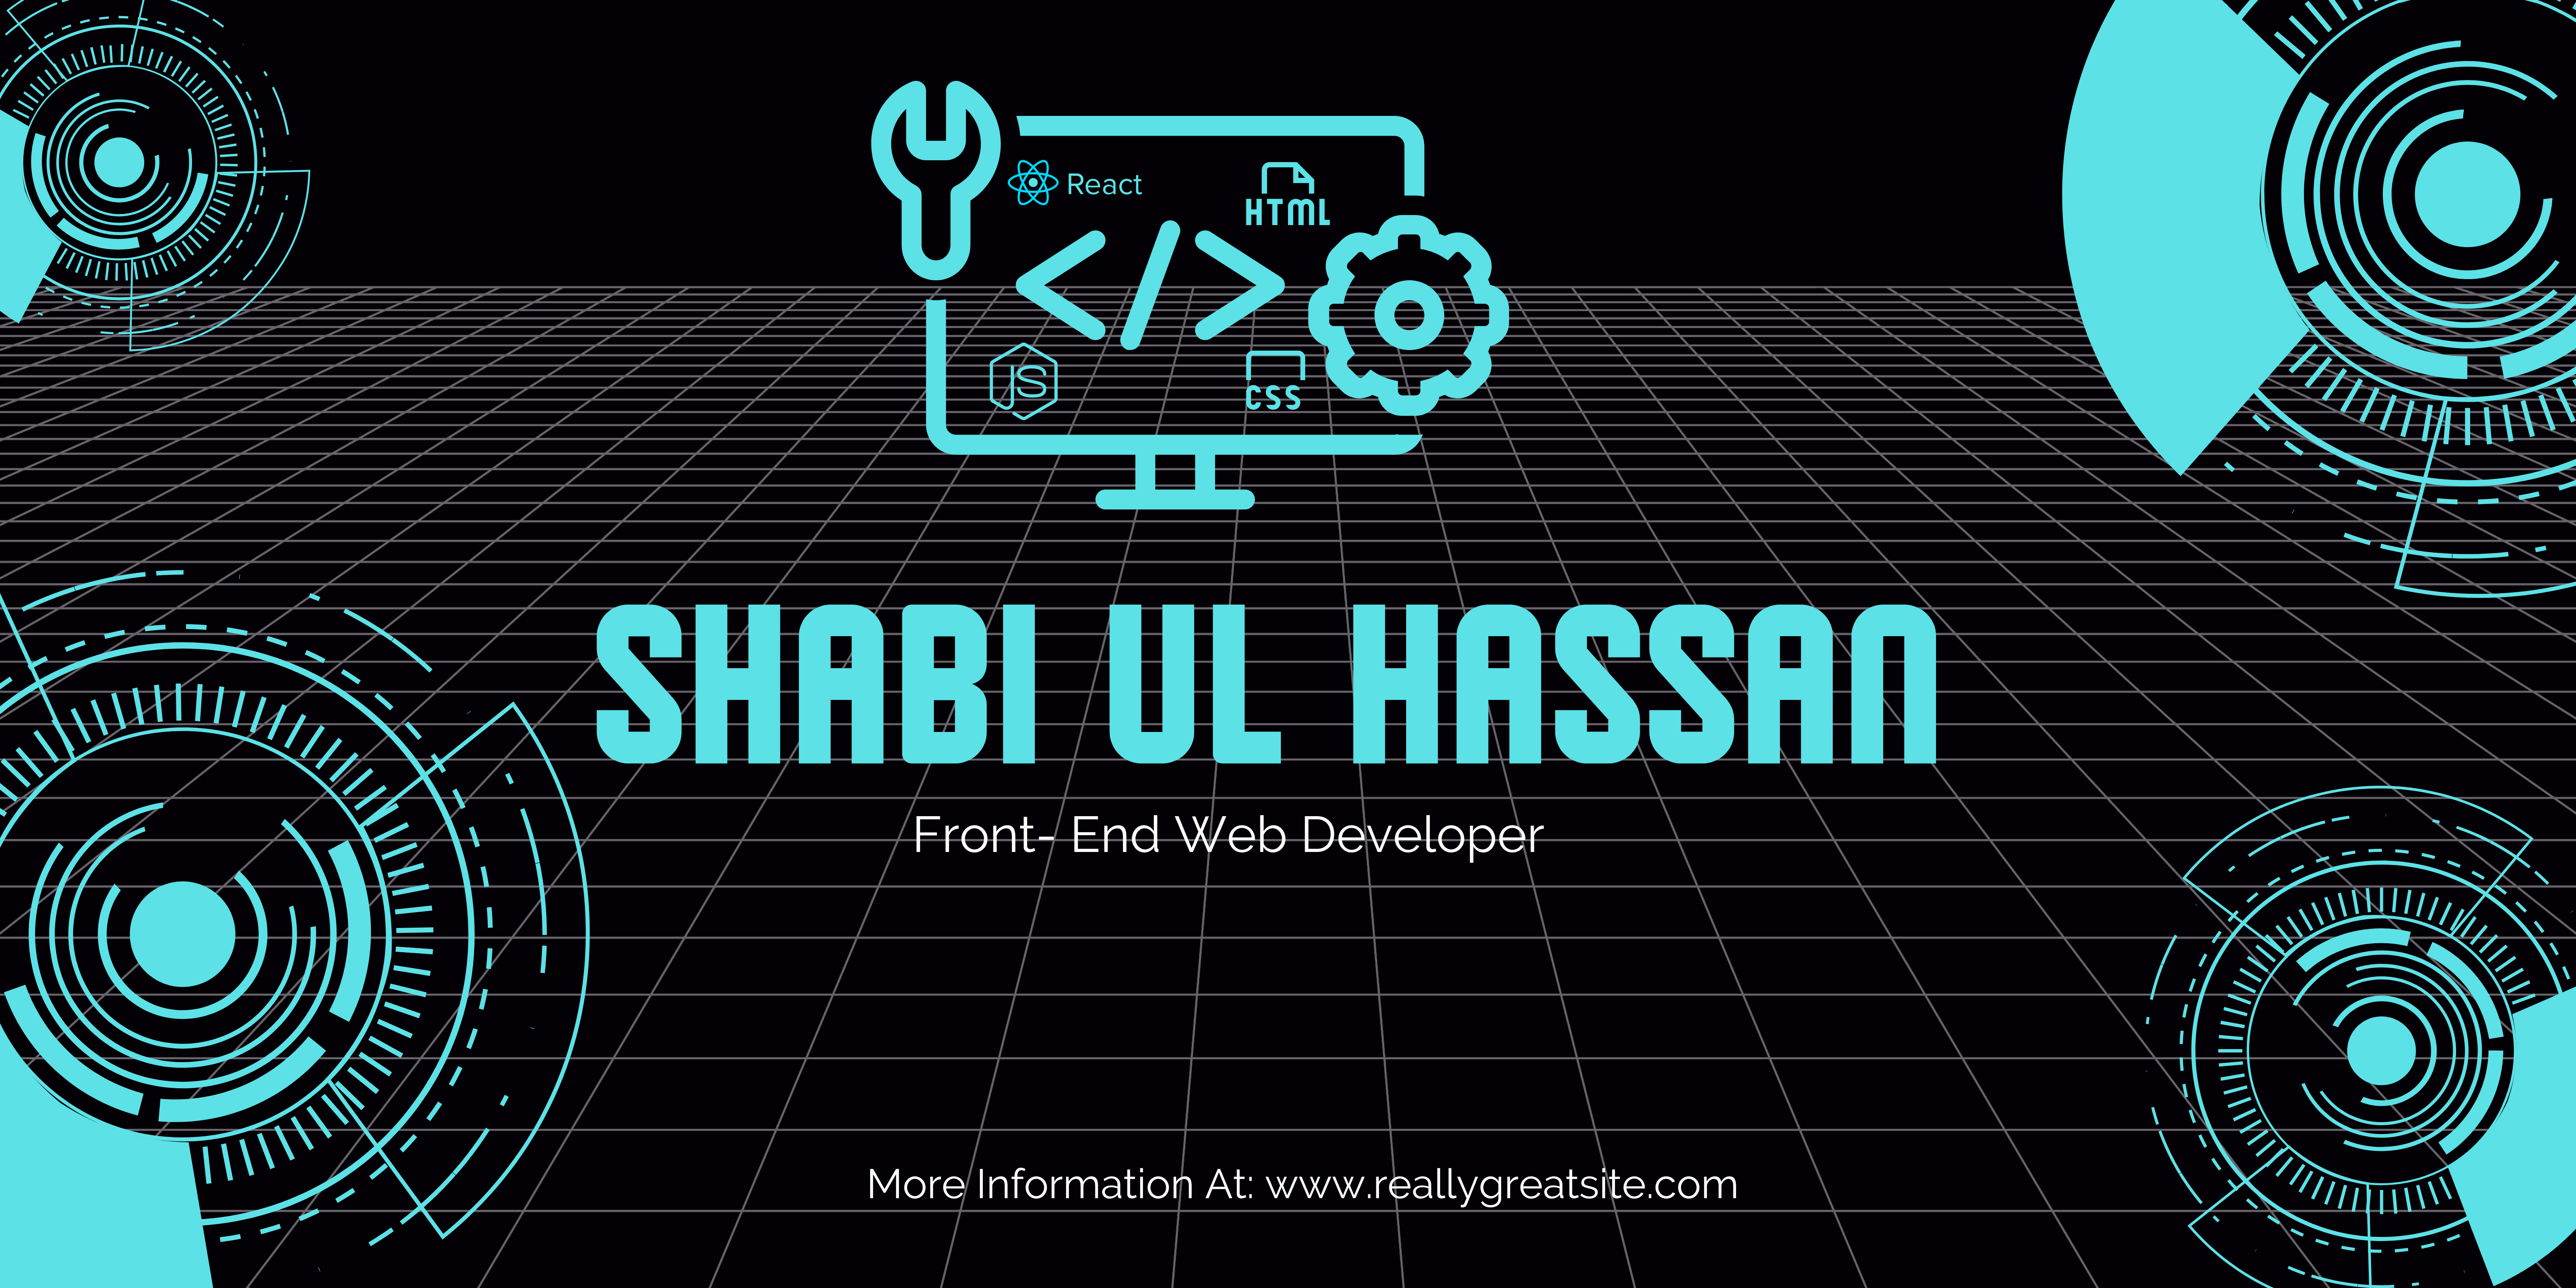 React
HTML
JS
CSS
SHABI UL HASSAN
Front- End Web Developer
More Information At: www.reallygreatsite.com